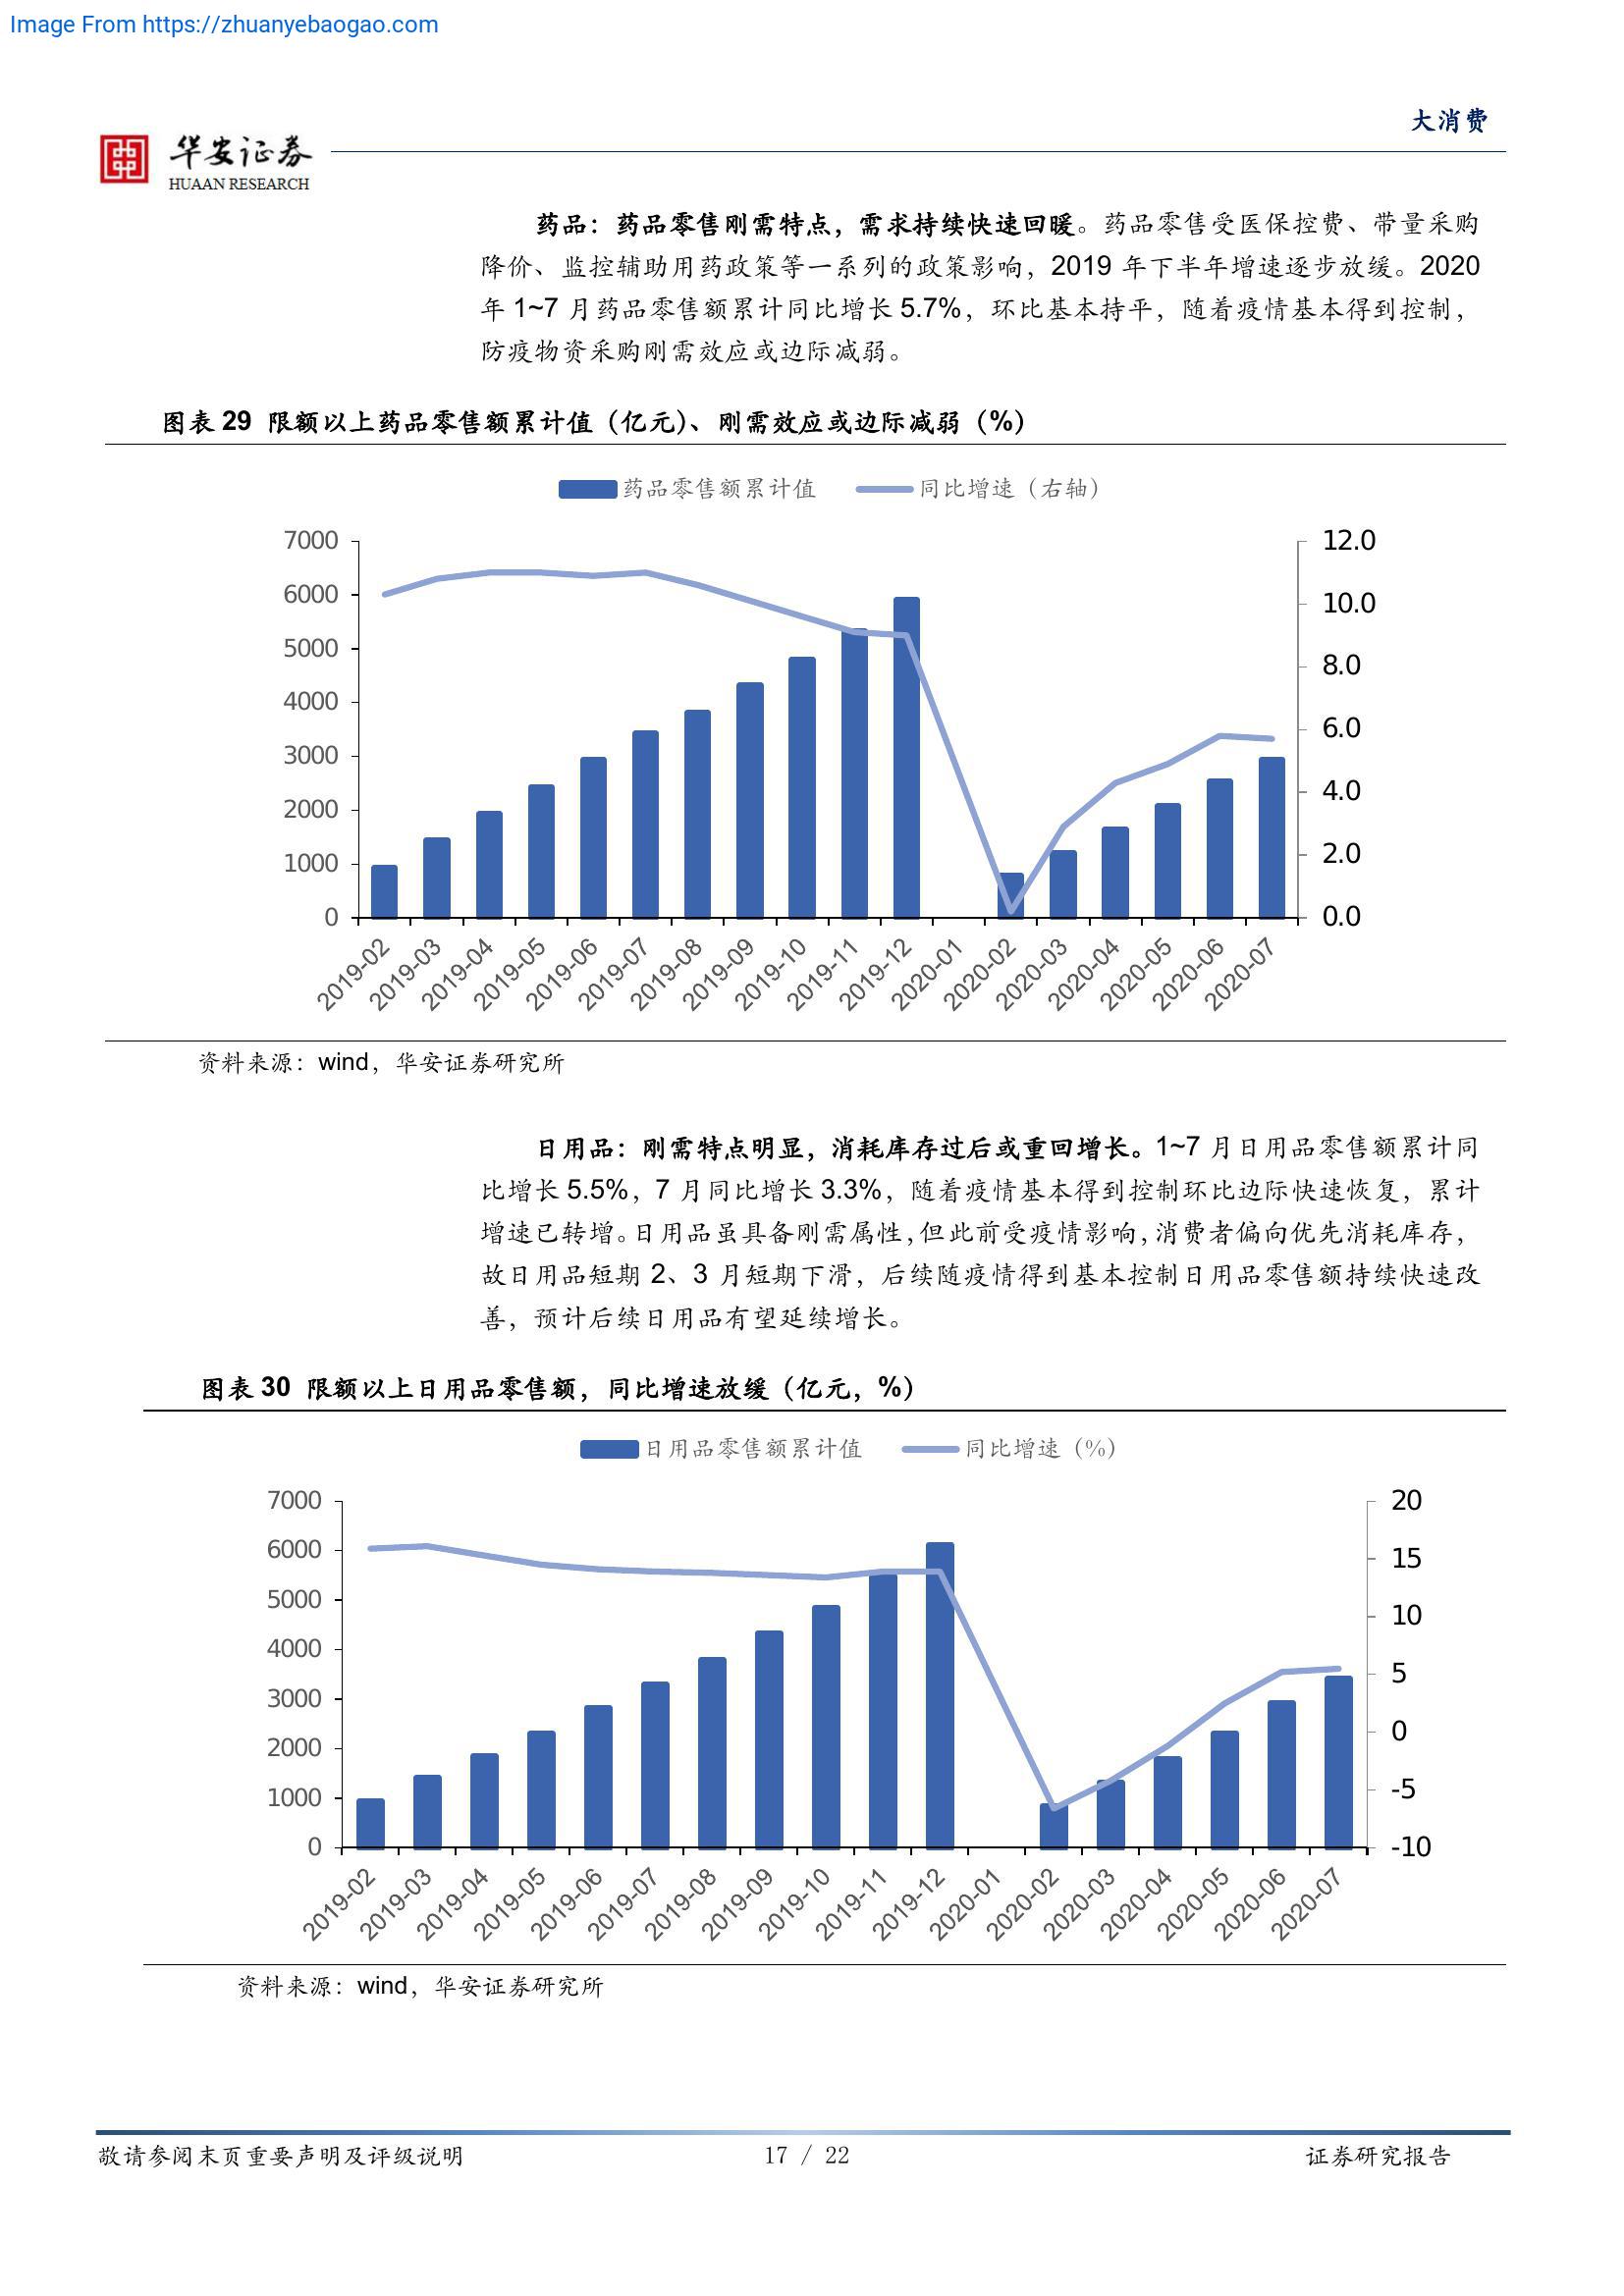 Image From https://zhuanyebaogao.com
大消费
华安证券
HUAAN RESEARCH
药品：药品零售刚需特点，需求持续快速回暖。药品零售受医保控费、带量采购
降价、监控辅助用药政策等一系列的政策影响，2019 年下半年增速逐步放缓。2020
年 1~7 月药品零售额累计同比增长 5.7%，环比基本持平，随着疫情基本得到控制，
防疫物资采购刚需效应或边际减弱。
图表 29 限额以上药品零售额累计值（亿元）、刚需效应或边际减弱（%）
药品零售额累计值 同比增速（右轴）
7000 12.0
6000 10.0
5000 8.0
4000 6.0
3000 4.0
2000 2.0
1000 0.0
0
2019-02 2019-03 2019-04 2019-05 2019-06 2019-07 2019-08 2019-09 2019-10 2019-11 2019-12 2020-01 2020-02 2020-03 2020-04 2020-05 2020-06 2020-07
资料来源：wind，华安证券研究所
日用品：刚需特点明显，消耗库存过后或重回增长。1~7 月日用品零售额累计同
比增长 5.5%，7 月同比增长 3.3%，随着疫情基本得到控制环比边际快速恢复，累计
增速已转增。日用品虽具备刚需属性，但此前受疫情影响，消费者偏向优先消耗库存，
故日用品短期 2、3 月短期下滑，后续随疫情得到基本控制日用品零售额持续快速改
善，预计后续日用品有望延续增长。
图表 30 限额以上日用品零售额，同比增速放缓（亿元，%）
日用品零售额累计值 同比增速（%）
7000 20
6000 15
5000 10
4000 5
3000 0
2000 -5
1000 -10
0
2019-02 2019-03 2019-04 2019-05 2019-06 2019-07 2019-08 2019-09 2019-10 2019-11 2019-12 2020-01 2020-02 2020-03 2020-04 2020-05 2020-06 2020-07
资料来源：wind，华安证券研究所
敬请参阅末页重要声明及评级说明 17 / 22 证券研究报告